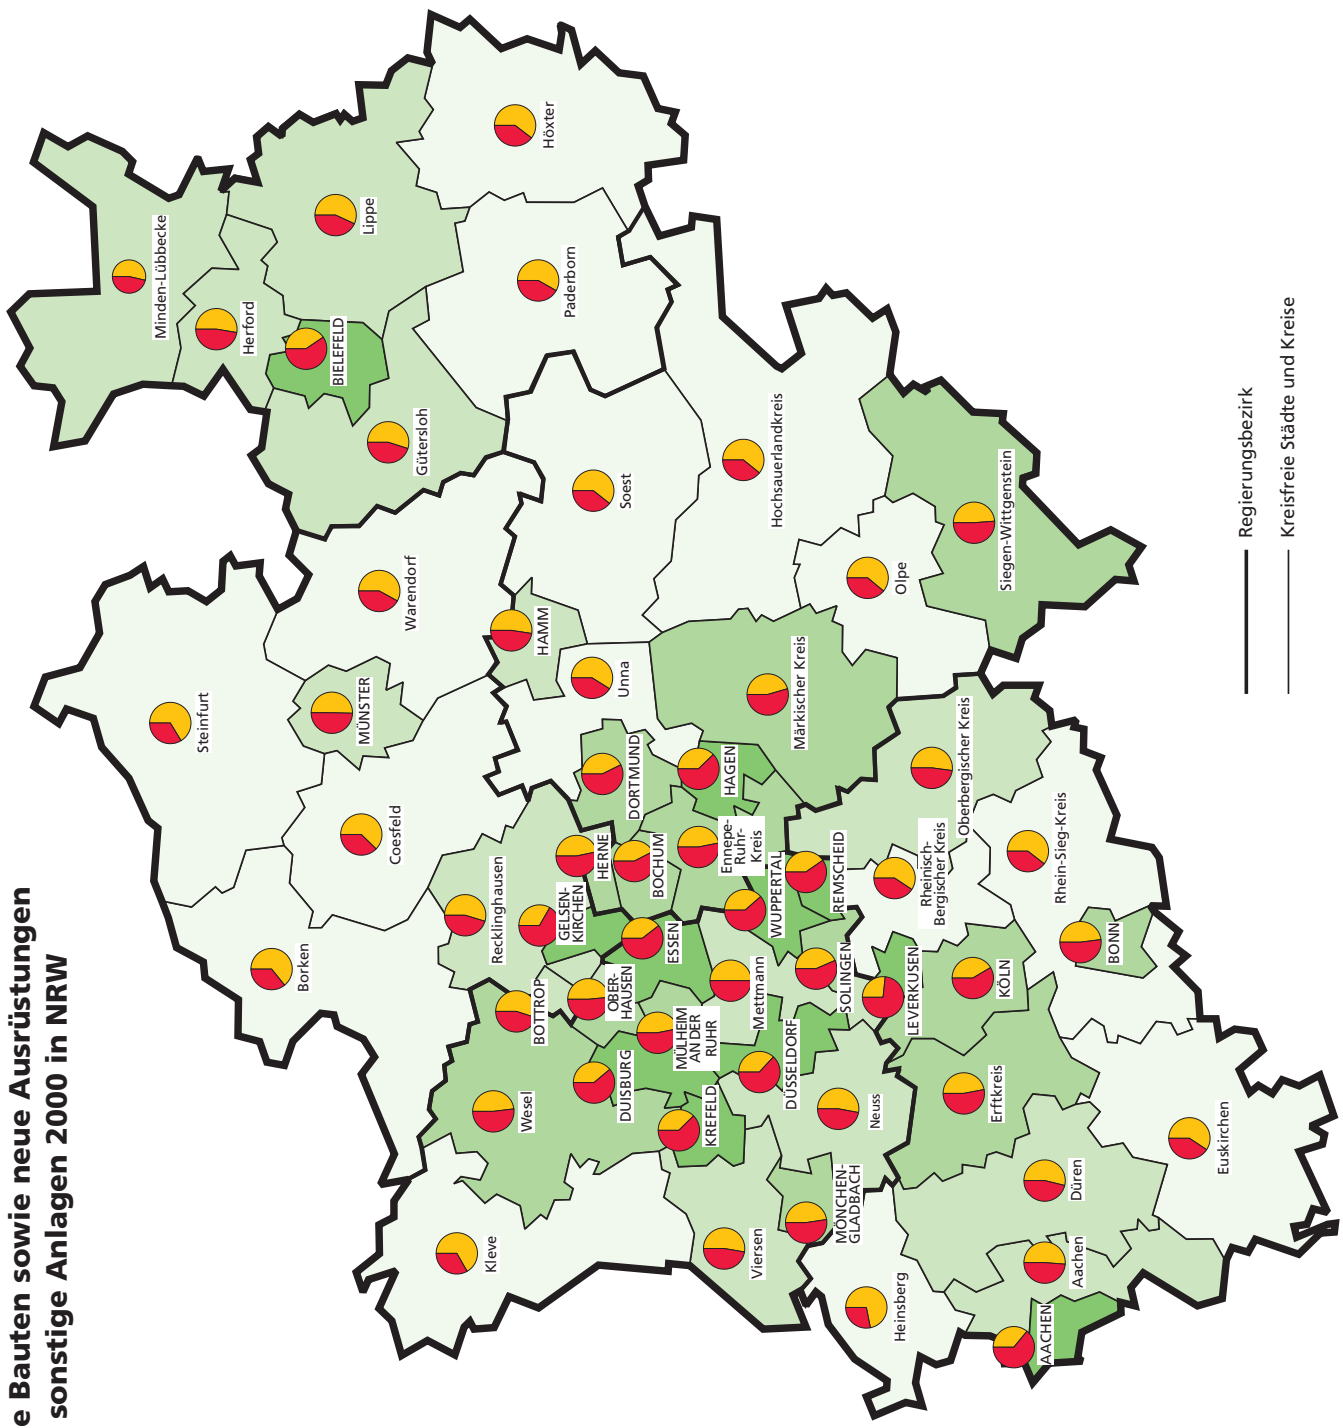 e Bauten sowie neue Ausrüstungen
sonstige Anlagen 2000 in NRW
Minden-Lübbecke
Herford
BIELEFELD
Lippe
Gütersloh
Höxter
Paderborn
Steinfurt
Warendorf
MÜNSTER
Coesfeld
Borken
Soest
HAMM
Unna
Hochsauerlandkreis
Olpe
Siegen-Wittgenstein
Märkischer Kreis
DORTMUND
HAGEN
Recklinghausen
HERNE
BOCHUM
Ennepe-
Ruhr-
Kreis
GELSEN-
KIRCHEN
ESSEN
WUPPERTAL
REMSCHEID
Oberbergischer Kreis
Rheinisch-
Bergischer Kreis
Rhein-Sieg-Kreis
BOTTROP
OBER-
HAUSEN
MÜLHEIM
AN DER
RUHR
Mettmann
SOLINGEN
LEVERKUSEN
KÖLN
BONN
Wesel
DUISBURG
KREFELD
DÜSSELDORF
Neuss
Erftkreis
Kleve
Viersen
MÖNCHEN-
GLADBACH
Heinsberg
Düren
Aachen
AACHEN
Euskirchen
Regierungsbezirk
Kreisfreie Städte und Kreise